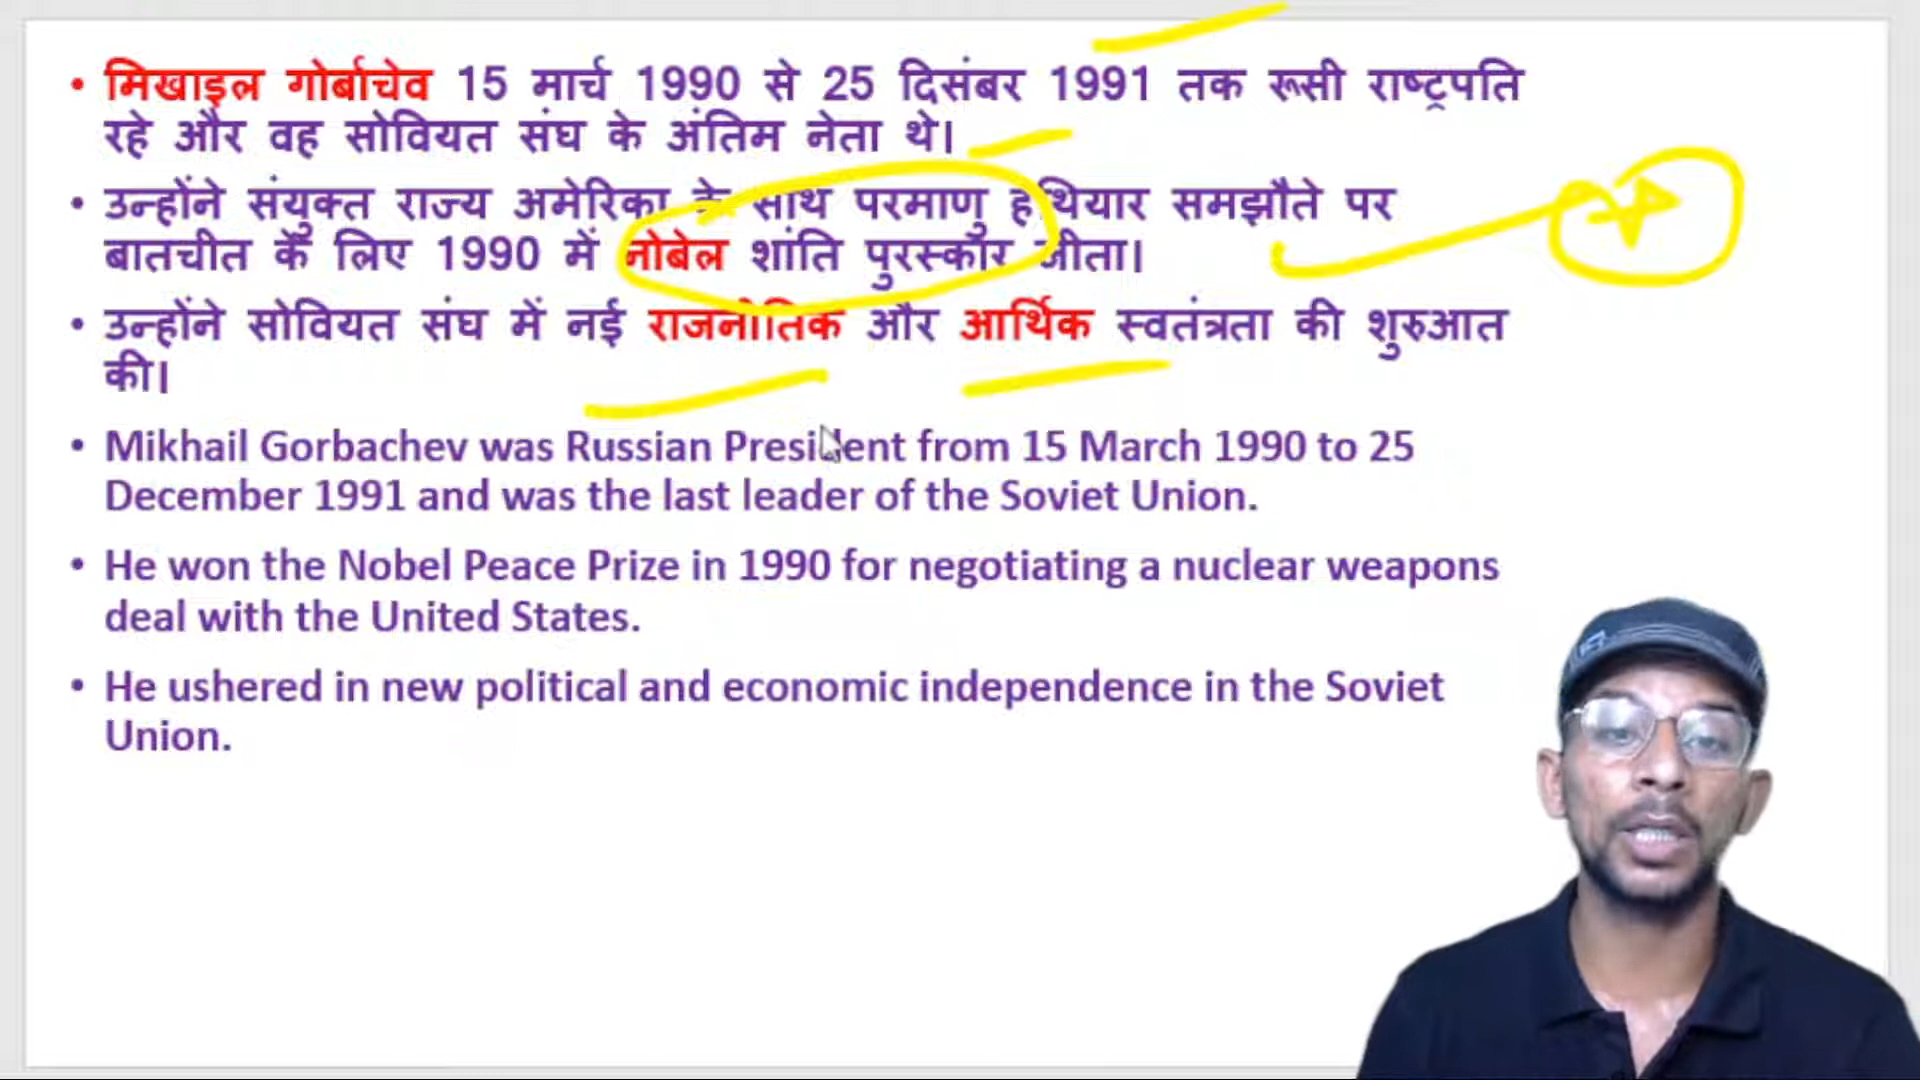 • मिखाइल गोर्बाचेव 15 मार्च 1990 से 25 दिसंबर 1991 तक रूसी राष्ट्रपति
रहे और वह सोवियत संघ के अंतिम नेता थे।
• उन्होंने संयुक्त राज्य अमेरिका के साथ परमाणु हथियार समझौते पर
बातचीत के लिए 1990 में नोबेल शांति पुरस्कार जीता।
• उन्होंने सोवियत संघ में नई राजनीतिक और आर्थिक स्वतंत्रता की शुरुआत
की।
• Mikhail Gorbachev was Russian President from 15 March 1990 to 25
December 1991 and was the last leader of the Soviet Union.
• He won the Nobel Peace Prize in 1990 for negotiating a nuclear weapons
deal with the United States.
• He ushered in new political and economic independence in the Soviet
Union.